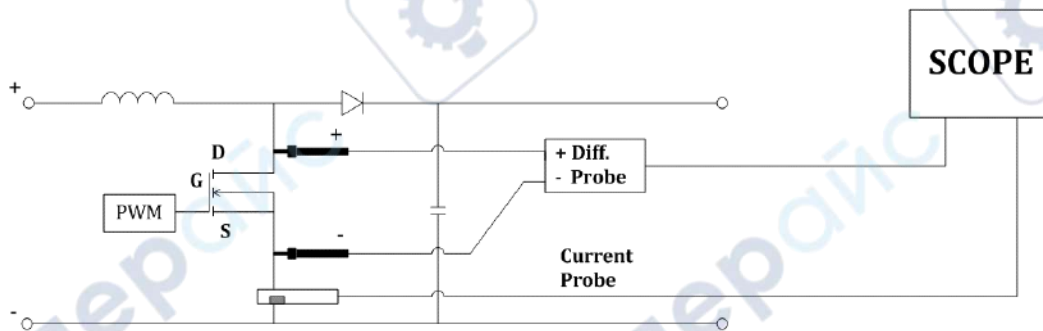 SCOPE
+
+
D
+ Diff.
- Probe
G
PWM
S
-
Current
Probe
-